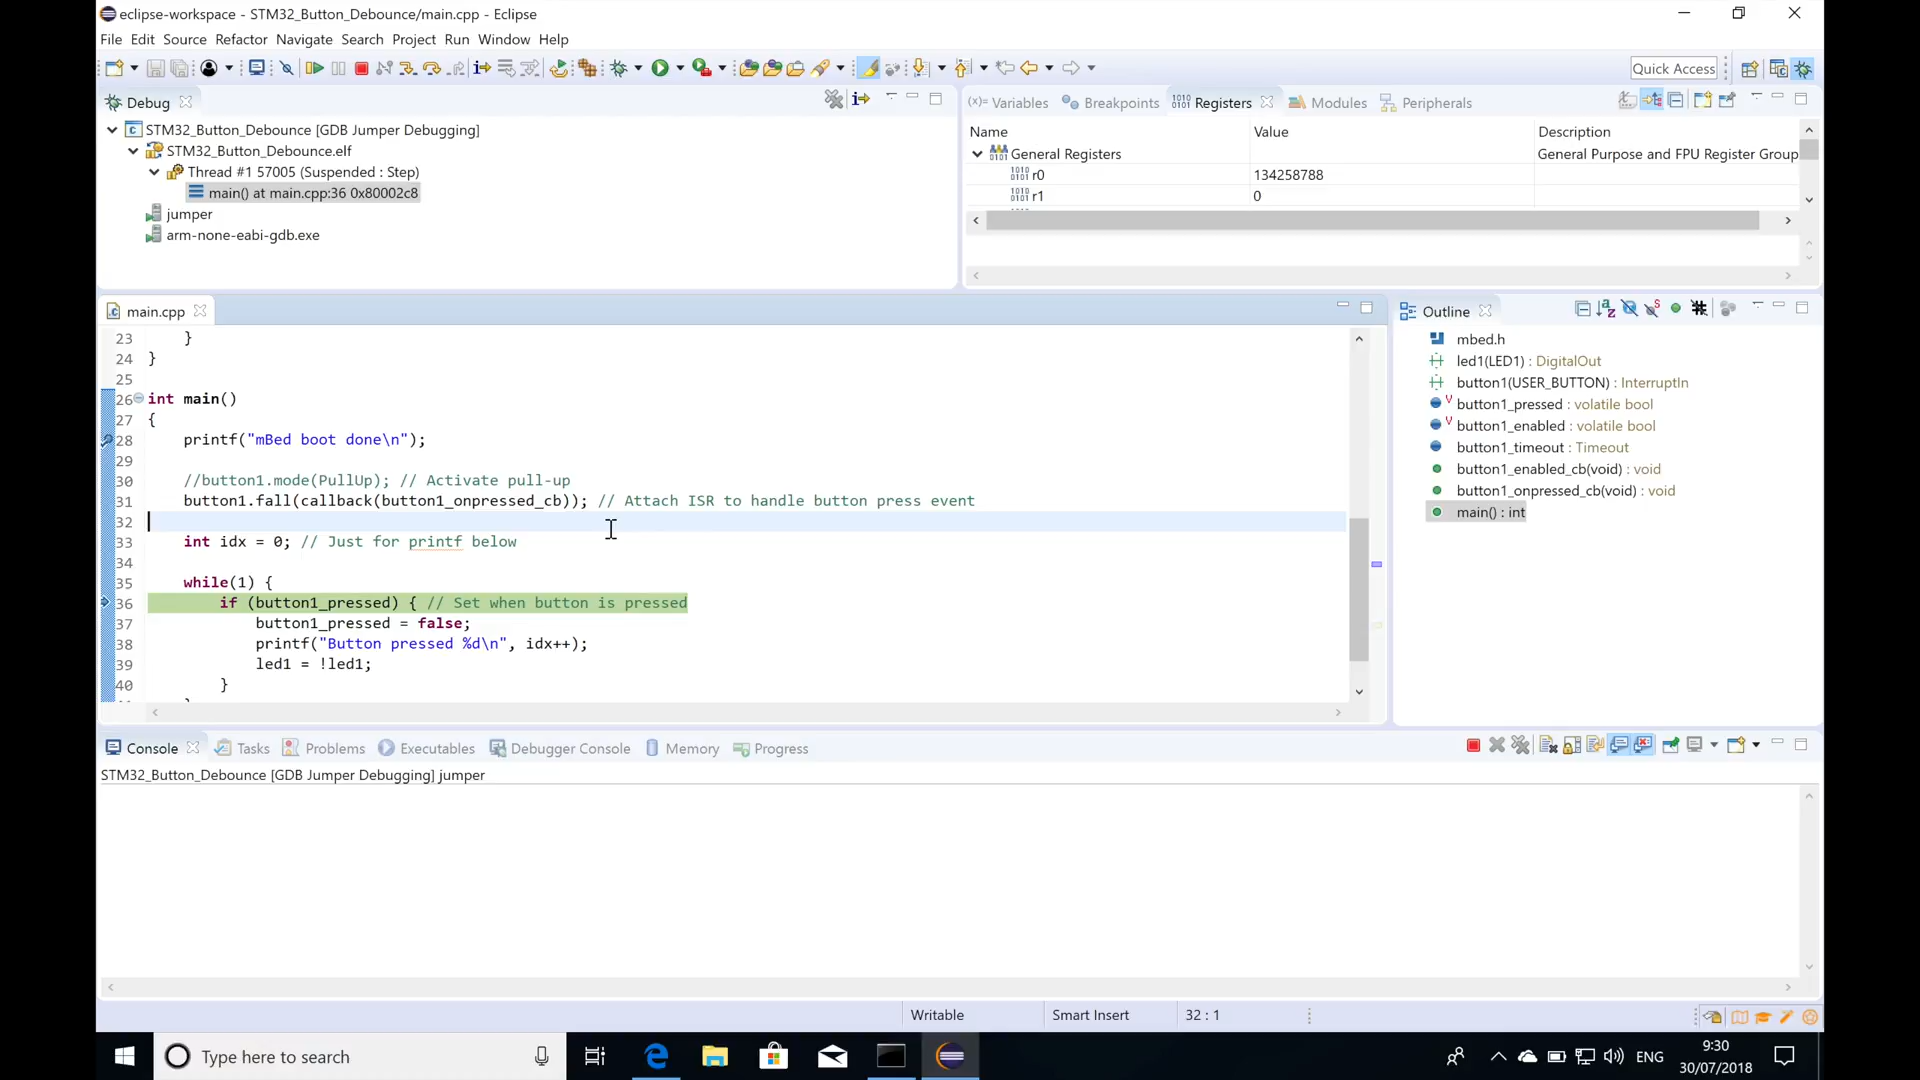 eclipse-workspace - STM32_Button_Debounce/main.cpp - Eclipse
File Edit Source Refactor Navigate Search Project Run Window Help
Quick Access
Debug
STM32_Button_Debounce [GDB Jumper Debugging]
STM32_Button_Debounce.elf
Thread #1 57005 (Suspended : Step)
main() at main.cpp:36 0x80002c8
jumper
arm-none-eabi-gdb.exe
(x)= Variables Breakpoints Registers Modules Peripherals
Name Value Description
General Registers General Purpose and FPU Register Group
r0 134258788
r1 0
main.cpp
23 }
24 }
25
26 int main()
27 {
28 printf("mBed boot done\n");
29
30 //button1.mode(PullUp); // Activate pull-up
31 button1.fall(callback(button1_onpressed_cb)); // Attach ISR to handle button press event
32
33 int idx = 0; // Just for printf below
34
35 while(1) {
36 if (button1_pressed) { // Set when button is pressed
37 button1_pressed = false;
38 printf("Button pressed %d\n", idx++);
39 led1 = !led1;
40 }
Outline
mbed.h
led1(LED1) : DigitalOut
button1(USER_BUTTON) : InterruptIn
button1_pressed : volatile bool
button1_enabled : volatile bool
button1_timeout : Timeout
button1_enabled_cb(void) : void
button1_onpressed_cb(void) : void
main() : int
Console Tasks Problems Executables Debugger Console Memory Progress
STM32_Button_Debounce [GDB Jumper Debugging] jumper
Writable Smart Insert 32 : 1
Type here to search
ENG
9:30
30/07/2018